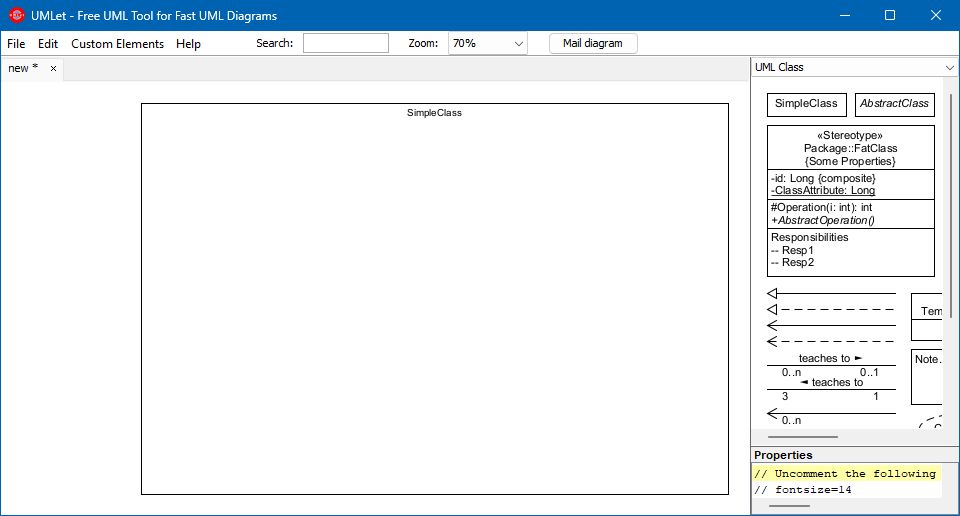 UMLet - Free UML Tool for Fast UML Diagrams
File Edit Custom Elements Help Search: Zoom: 70% Mail diagram
new *
UML Class
SimpleClass
SimpleClass
AbstractClass
«Stereotype»
Package::FatClass
{Some Properties}
-id: Long {composite}
-ClassAttribute: Long
#Operation(i: int): int
+AbstractOperation()
Responsibilities
-- Resp1
-- Resp2
Tem
teaches to ►
0..n 0..1
◄ teaches to
3 1
0..n
Note..
Properties
// Uncomment the following
// fontsize=14